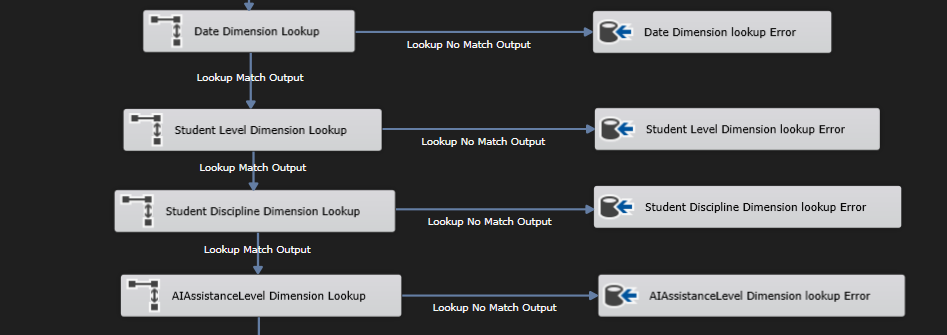 Date Dimension Lookup
Lookup No Match Output
Date Dimension lookup Error
Lookup Match Output
Student Level Dimension Lookup
Lookup No Match Output
Student Level Dimension lookup Error
Lookup Match Output
Student Discipline Dimension Lookup
Lookup No Match Output
Student Discipline Dimension lookup Error
Lookup Match Output
AIAssistanceLevel Dimension Lookup
Lookup No Match Output
AIAssistanceLevel Dimension lookup Error